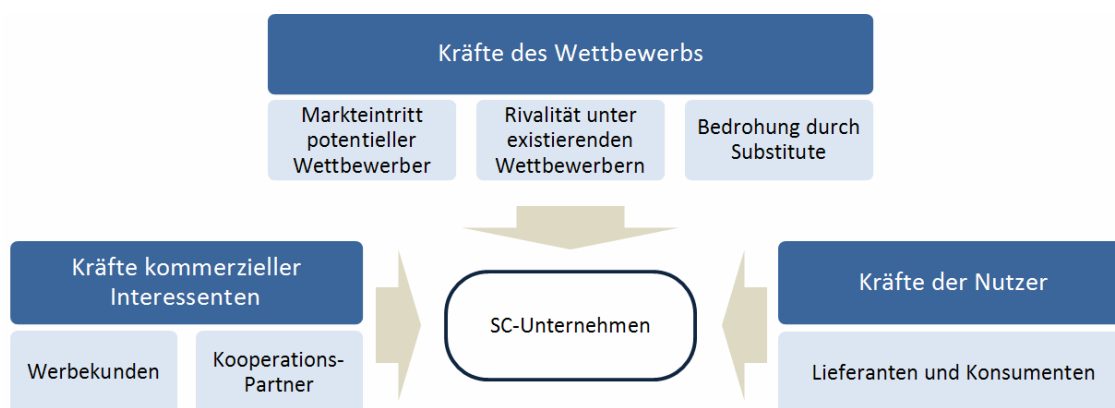 Kräfte des Wettbewerbs
Markteintritt
potentieller
Wettbewerber
Rivalität unter
existierenden
Wettbewerbern
Bedrohung durch
Substitute
Kräfte kommerzieller
Interessenten
Werbekunden
Kooperations-
Partner
SC-Unternehmen
Kräfte der Nutzer
Lieferanten und Konsumenten